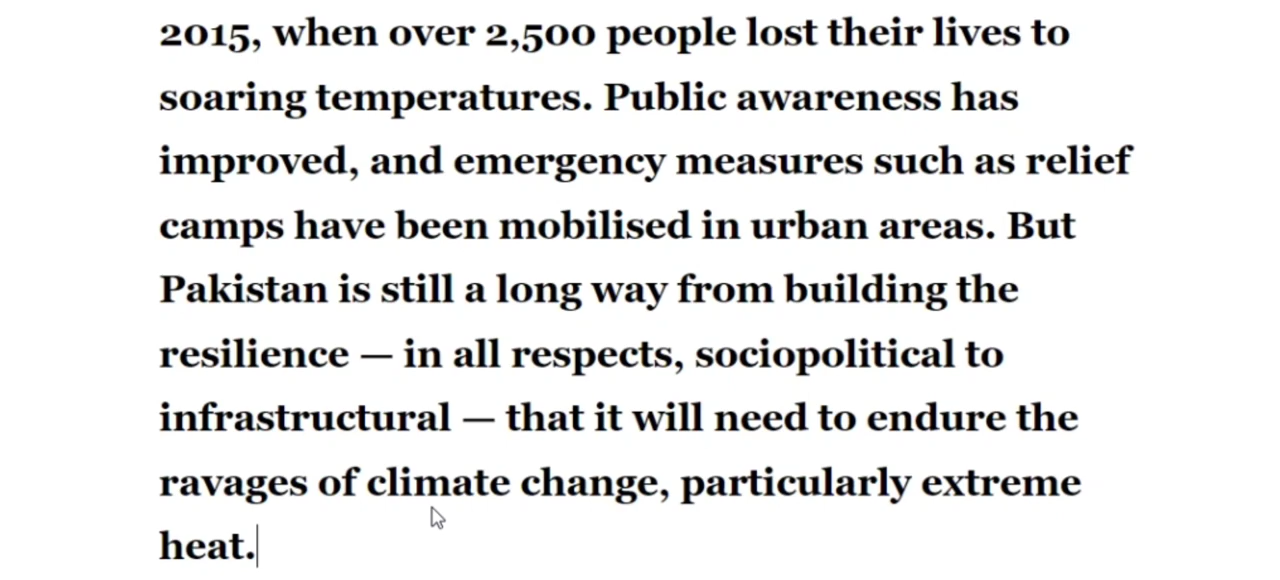 2015, when over 2,500 people lost their lives to
soaring temperatures. Public awareness has
improved, and emergency measures such as relief
camps have been mobilised in urban areas. But
Pakistan is still a long way from building the
resilience — in all respects, sociopolitical to
infrastructural — that it will need to endure the
ravages of climate change, particularly extreme
heat.